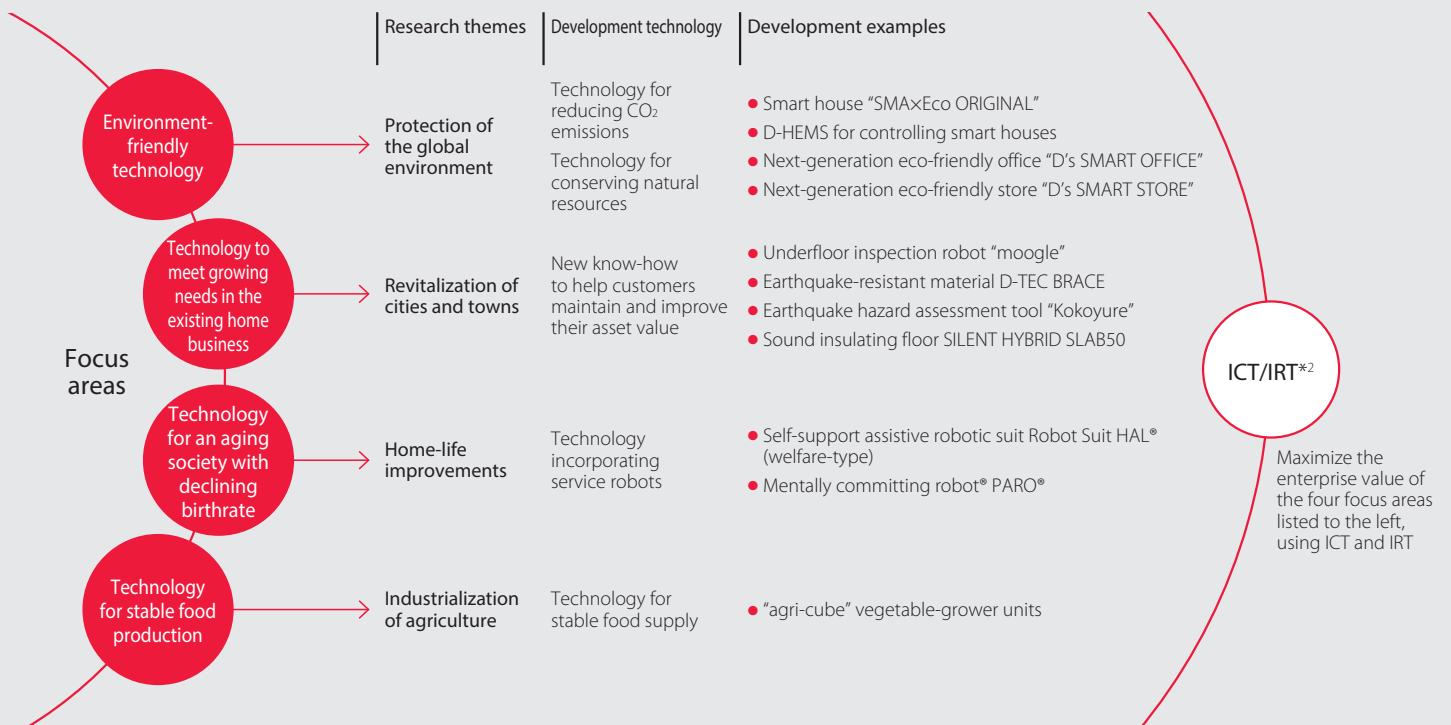 Research themes
Development technology
Development examples
Environment-
friendly
technology
Protection of
the global
environment
Technology for
reducing CO₂
emissions
Technology for
conserving natural
resources
● Smart house “SMA×Eco ORIGINAL”
● D-HEMS for controlling smart houses
● Next-generation eco-friendly office “D’s SMART OFFICE”
● Next-generation eco-friendly store “D’s SMART STORE”
Focus
areas
Technology to
meet growing
needs in the
existing home
business
Revitalization of
cities and towns
New know-how
to help customers
maintain and improve
their asset value
● Underfloor inspection robot “moogle”
● Earthquake-resistant material D-TEC BRACE
● Earthquake hazard assessment tool “Kokoyure”
● Sound insulating floor SILENT HYBRID SLAB50
Technology
for an aging
society with
declining
birthrate
Home-life
improvements
Technology
incorporating
service robots
● Self-support assistive robotic suit Robot Suit HAL®
(welfare-type)
● Mentally committing robot® PARO®
Technology
for stable food
production
Industrialization
of agriculture
Technology for
stable food supply
● “agri-cube” vegetable-grower units
ICT/IRT*²
Maximize the
enterprise value of
the four focus areas
listed to the left,
using ICT and IRT